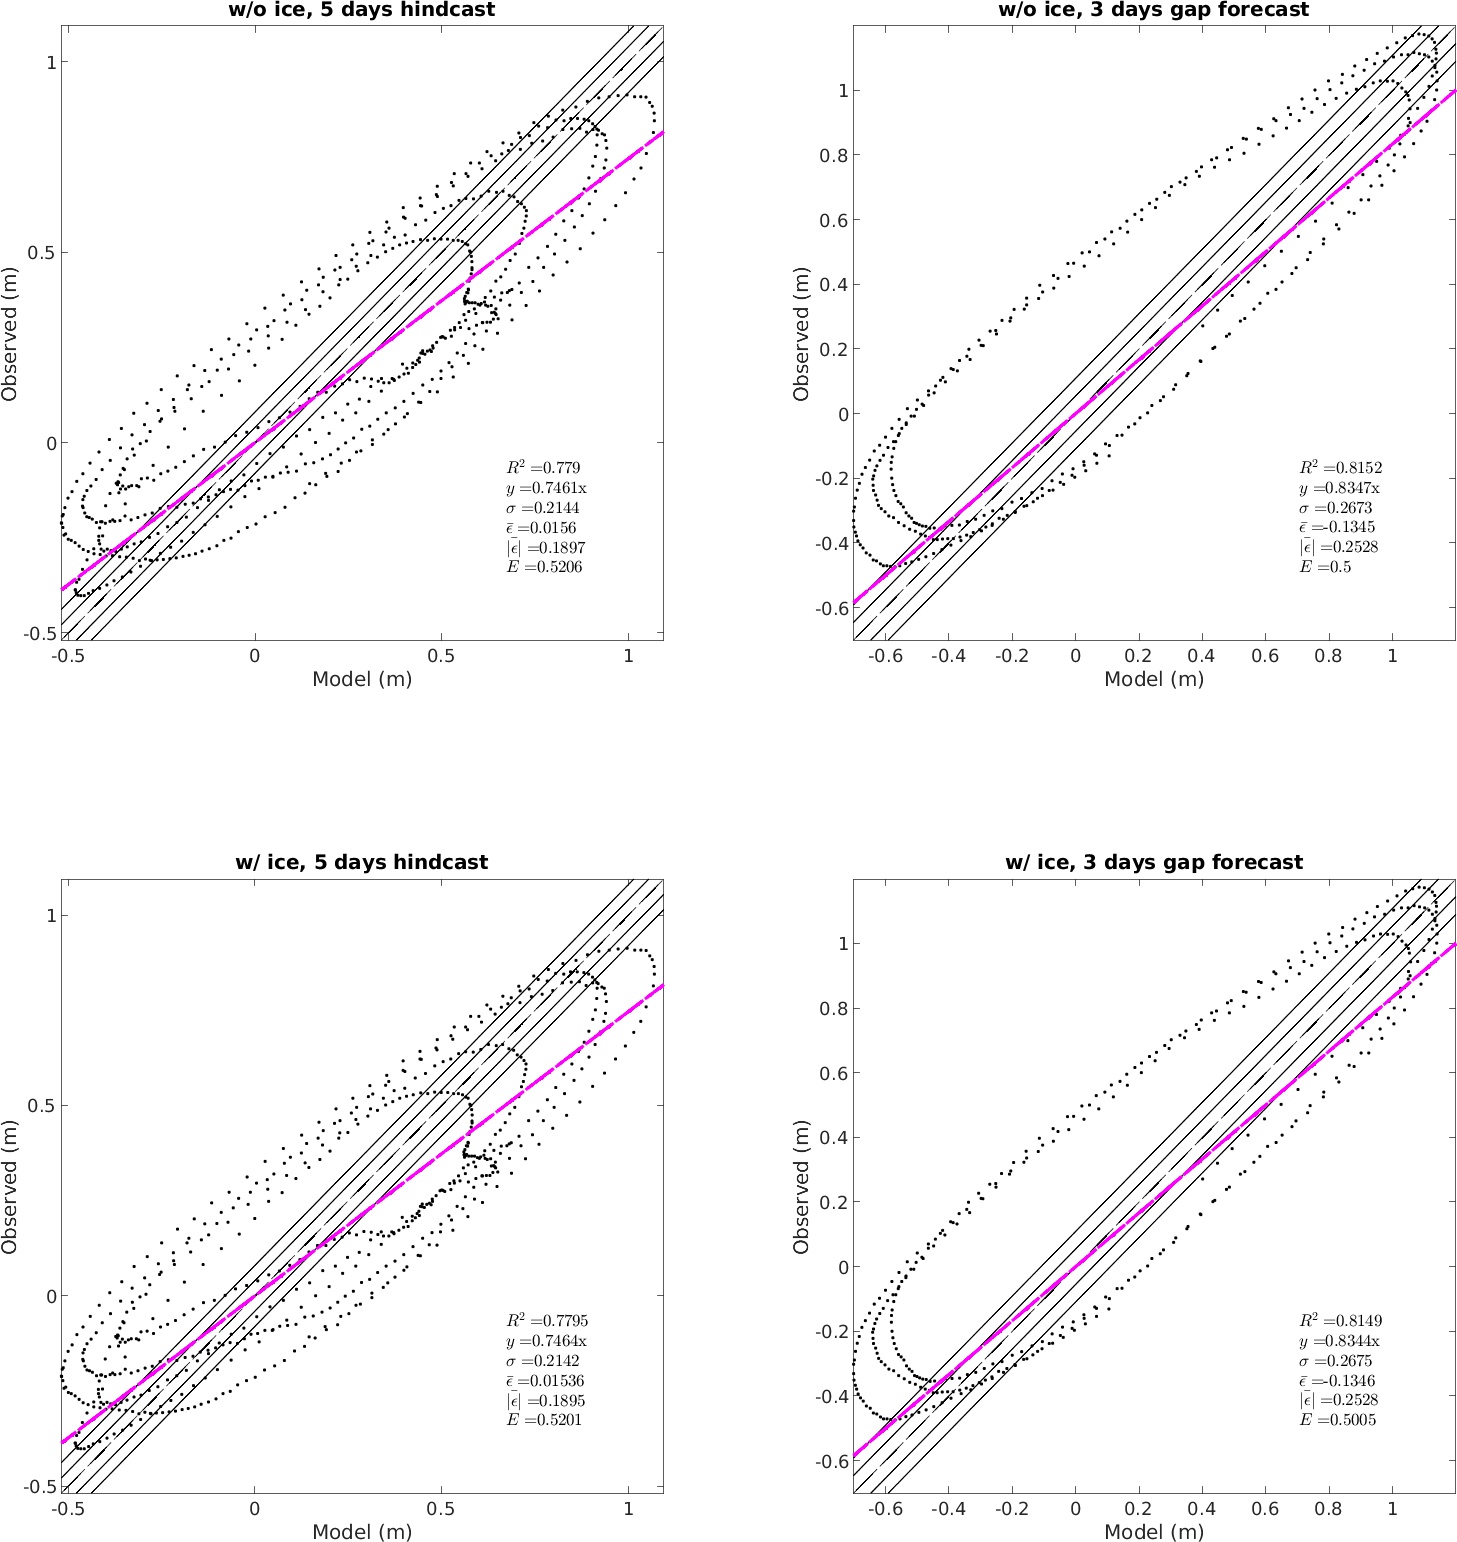 w/o ice, 5 days hindcast
1
0.5
0
-0.5
-0.5 0 0.5 1
Observed (m)
Model (m)
R² =0.779
y =0.7461x
σ =0.2144
ε̄ =0.0156
|ε̄| =0.1897
E =0.5206
w/o ice, 3 days gap forecast
1
0.8
0.6
0.4
0.2
0
-0.2
-0.4
-0.6
-0.6 -0.4 -0.2 0 0.2 0.4 0.6 0.8 1
Observed (m)
Model (m)
R² =0.8152
y =0.8347x
σ =0.2673
ε̄ =-0.1345
|ε̄| =0.2528
E =0.5
w/ ice, 5 days hindcast
1
0.5
0
-0.5
-0.5 0 0.5 1
Observed (m)
Model (m)
R² =0.7795
y =0.7464x
σ =0.2142
ε̄ =0.01536
|ε̄| =0.1895
E =0.5201
w/ ice, 3 days gap forecast
1
0.8
0.6
0.4
0.2
0
-0.2
-0.4
-0.6
-0.6 -0.4 -0.2 0 0.2 0.4 0.6 0.8 1
Observed (m)
Model (m)
R² =0.8149
y =0.8344x
σ =0.2675
ε̄ =-0.1346
|ε̄| =0.2528
E =0.5005